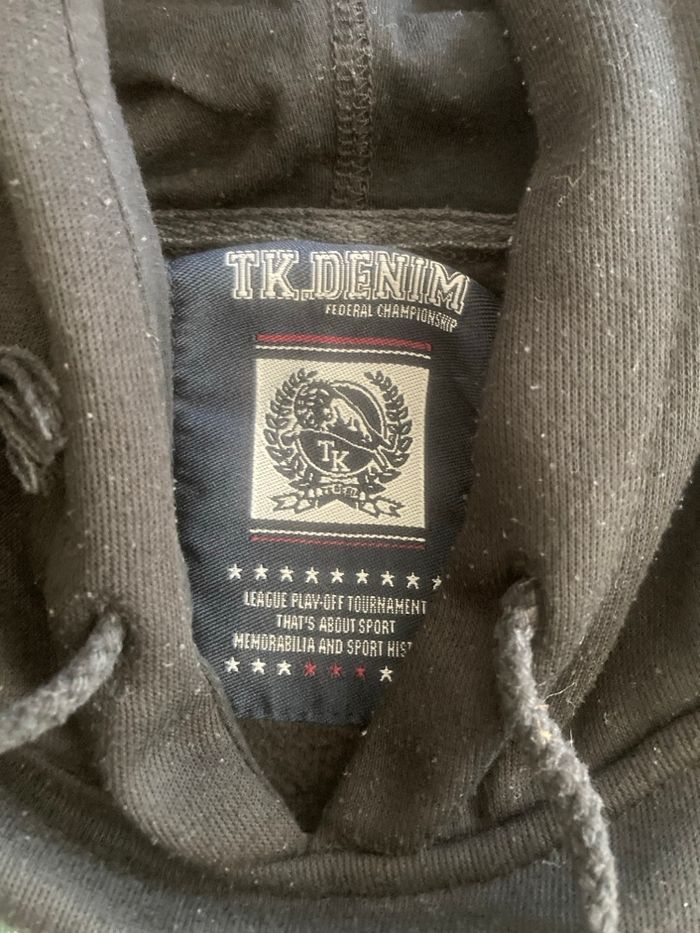 TK.DENIM
FEDERAL CHAMPIONSHIP
TK
LEAGUE PLAY-OFF TOURNAMENT
THAT'S ABOUT SPORT
MEMORABILIA AND SPORT HIST